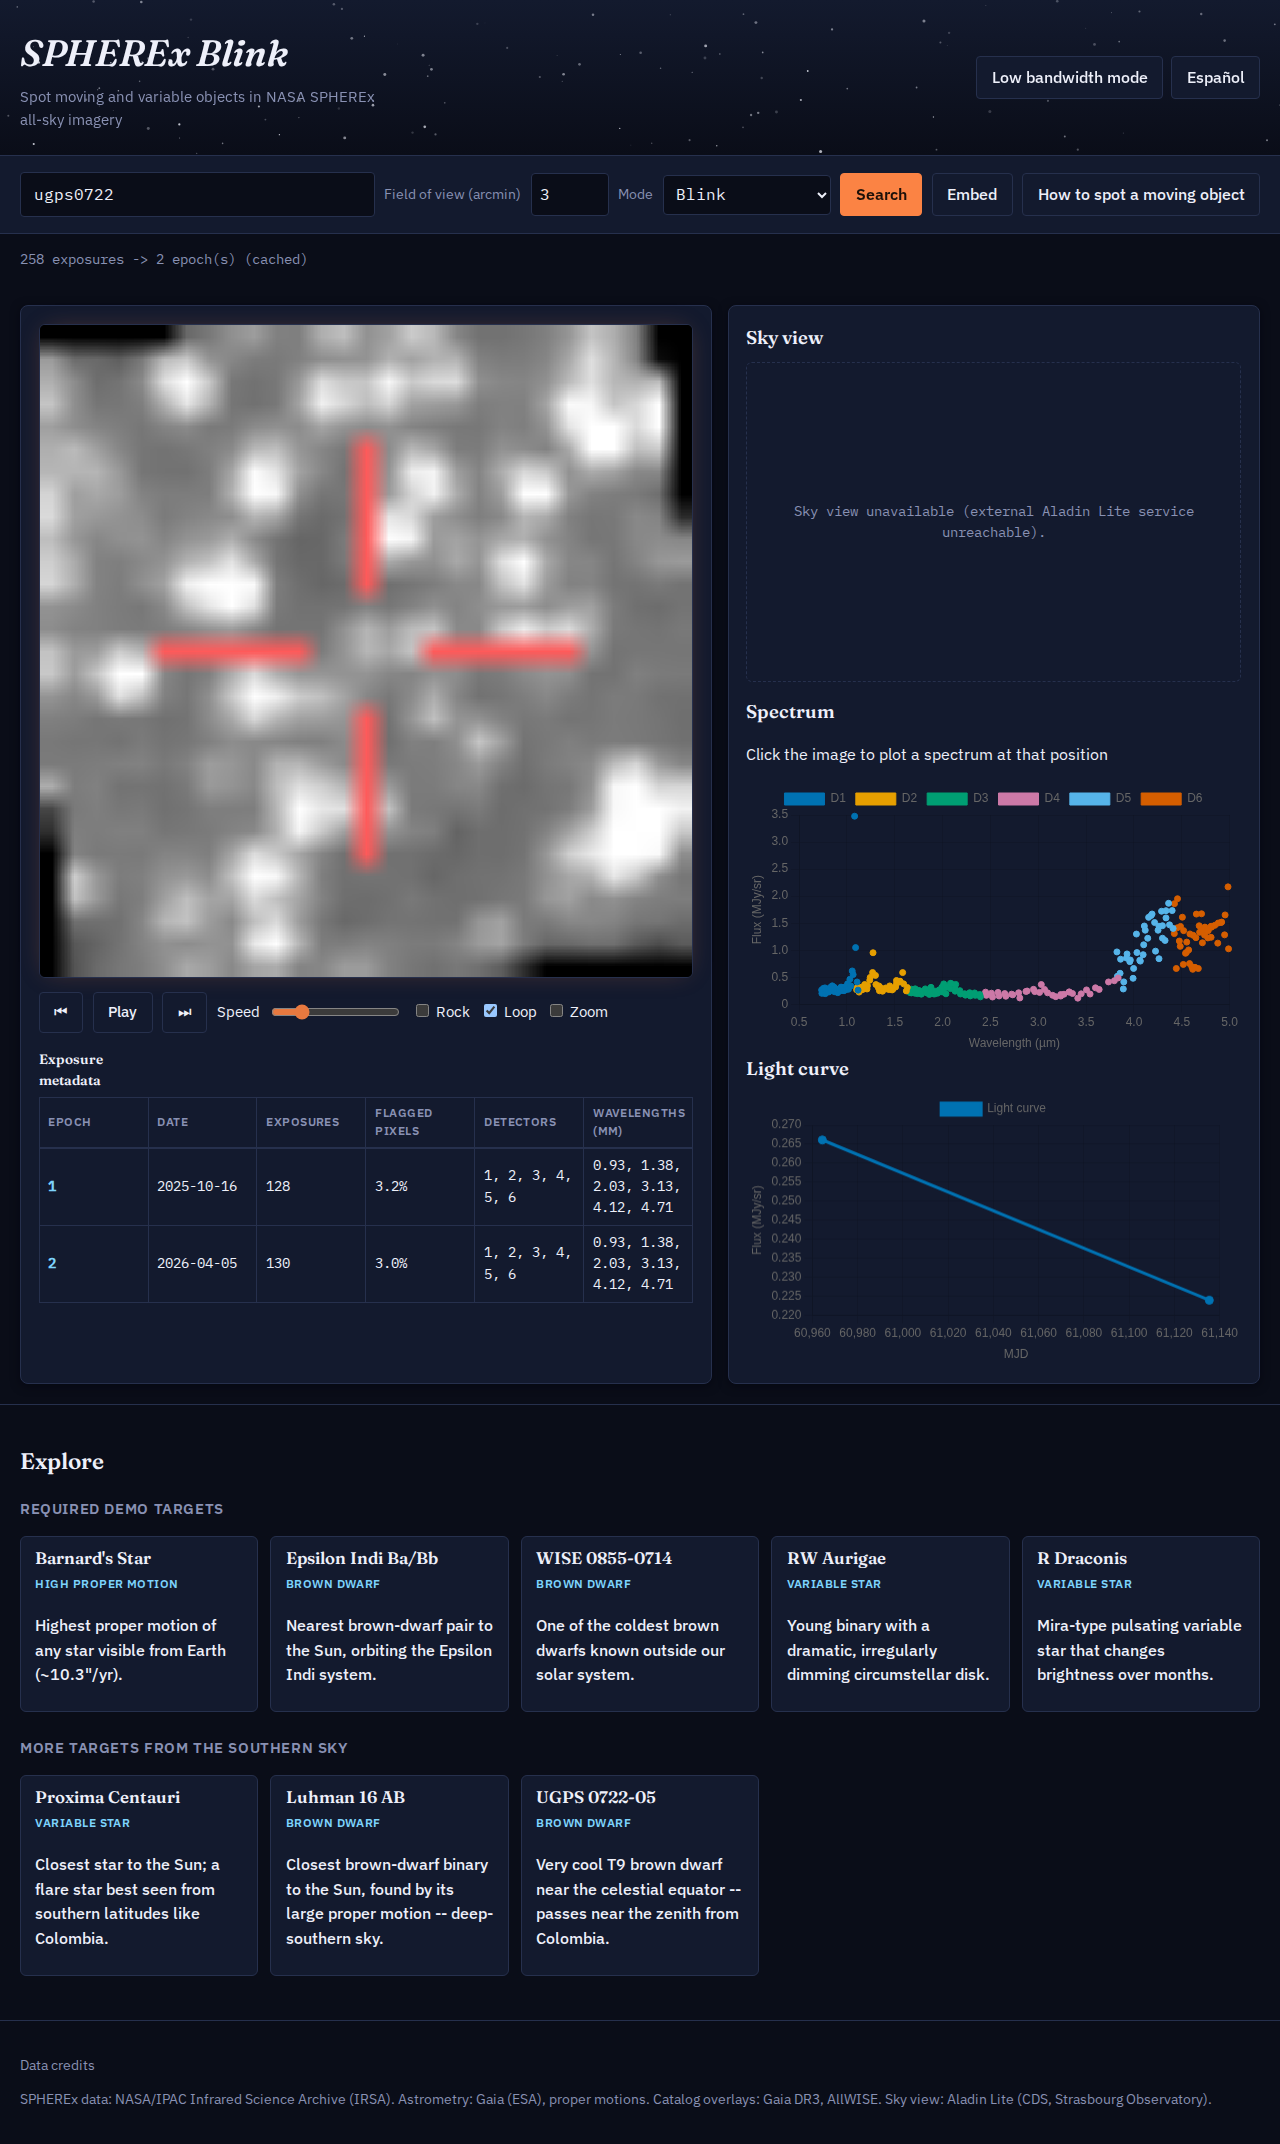 SPHEREx Blink
Spot moving and variable objects in NASA SPHEREx
all-sky imagery
Low bandwidth mode
Español
ugps0722
Field of view (arcmin)
3
Mode
Blink
Search
Embed
How to spot a moving object
258 exposures -> 2 epoch(s) (cached)
Play
Speed
Rock
Loop
Zoom
Exposure
metadata
EPOCH DATE EXPOSURES FLAGGED PIXELS DETECTORS WAVELENGTHS (ΜM)
1 2025-10-16 128 3.2% 1, 2, 3, 4, 5, 6 0.93, 1.38, 2.03, 3.13, 4.12, 4.71
2 2026-04-05 130 3.0% 1, 2, 3, 4, 5, 6 0.93, 1.38, 2.03, 3.13, 4.12, 4.71
Sky view
Sky view unavailable (external Aladin Lite service
unreachable).
Spectrum
Click the image to plot a spectrum at that position
D1 D2 D3 D4 D5 D6
Flux (MJy/sr)
3.5
3.0
2.5
2.0
1.5
1.0
0.5
0
0.5 1.0 1.5 2.0 2.5 3.0 3.5 4.0 4.5 5.0
Wavelength (µm)
Light curve
Light curve
Flux (MJy/sr)
0.270
0.265
0.260
0.255
0.250
0.245
0.240
0.235
0.230
0.225
0.220
60,960 60,980 61,000 61,020 61,040 61,060 61,080 61,100 61,120 61,140
MJD
Explore
REQUIRED DEMO TARGETS
Barnard's Star
HIGH PROPER MOTION
Highest proper motion of
any star visible from Earth
(~10.3"/yr).
Epsilon Indi Ba/Bb
BROWN DWARF
Nearest brown-dwarf pair to
the Sun, orbiting the Epsilon
Indi system.
WISE 0855-0714
BROWN DWARF
One of the coldest brown
dwarfs known outside our
solar system.
RW Aurigae
VARIABLE STAR
Young binary with a
dramatic, irregularly
dimming circumstellar disk.
R Draconis
VARIABLE STAR
Mira-type pulsating variable
star that changes
brightness over months.
MORE TARGETS FROM THE SOUTHERN SKY
Proxima Centauri
VARIABLE STAR
Closest star to the Sun; a
flare star best seen from
southern latitudes like
Colombia.
Luhman 16 AB
BROWN DWARF
Closest brown-dwarf binary
to the Sun, found by its
large proper motion -- deep-
southern sky.
UGPS 0722-05
BROWN DWARF
Very cool T9 brown dwarf
near the celestial equator --
passes near the zenith from
Colombia.
Data credits
SPHEREx data: NASA/IPAC Infrared Science Archive (IRSA). Astrometry: Gaia (ESA), proper motions. Catalog overlays: Gaia DR3, AllWISE. Sky view: Aladin Lite (CDS, Strasbourg Observatory).